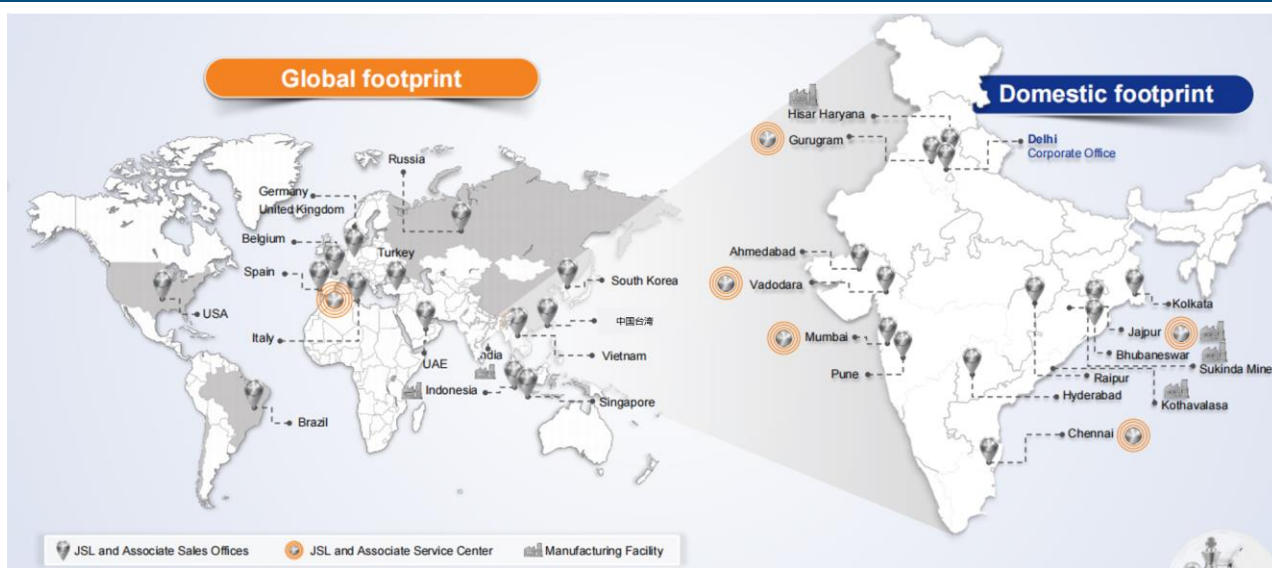 Global footprint
Russia
Germany
United Kingdom
Belgium
Turkey
Spain
South Korea
USA
中国台湾
Italy
UAE
India
Vietnam
Indonesia
Singapore
Brazil
Domestic footprint
Hisar Haryana
Gurugram
Delhi
Corporate Office
Ahmedabad
Vadodara
Kolkata
Mumbai
Jajpur
Bhubaneswar
Pune
Sukinda Mine
Raipur
Hyderabad
Kothavalasa
Chennai
JSL and Associate Sales Offices
JSL and Associate Service Center
Manufacturing Facility